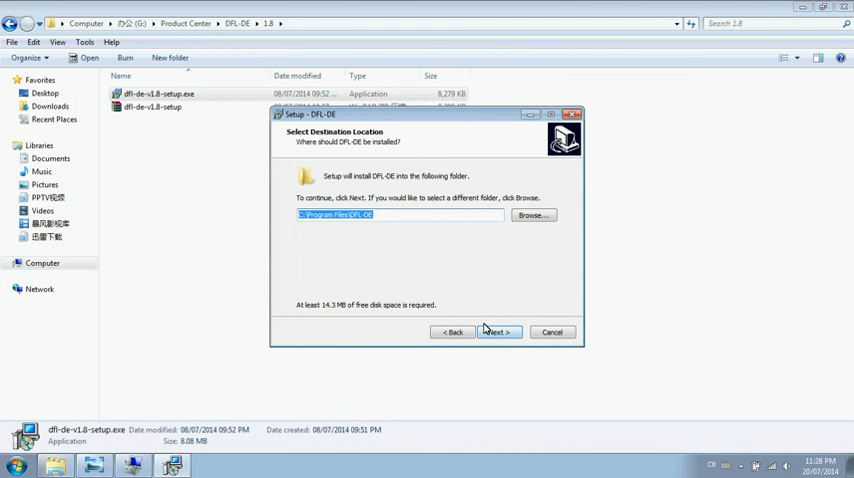 Computer ▸ 办公 (G:) ▸ Product Center ▸ DFL-DE ▸ 1.8 ▸
Search 1.8
File Edit View Tools Help
Organize Open Burn New folder
Name Date modified Type Size
Favorites
Desktop
Downloads
Recent Places
Libraries
Documents
Music
Pictures
PPT视频
Videos
暴风影视库
迅雷下载
Computer
Network
dfl-de-v1.8-setup.exe 08/07/2014 09:52 ... Application 8,279 KB
dfl-de-v1.8-setup
Setup - DFL-DE
Select Destination Location
Where should DFL-DE be installed?
Setup will install DFL-DE into the following folder.
To continue, click Next. If you would like to select a different folder, click Browse.
C:\Program Files\DFL-DE
Browse...
At least 14.3 MB of free disk space is required.
< Back Next > Cancel
dfl-de-v1.8-setup.exe Date modified: 08/07/2014 09:52 PM Date created: 08/07/2014 09:51 PM
Application Size: 8.08 MB
CH
11:28 PM
20/07/2014